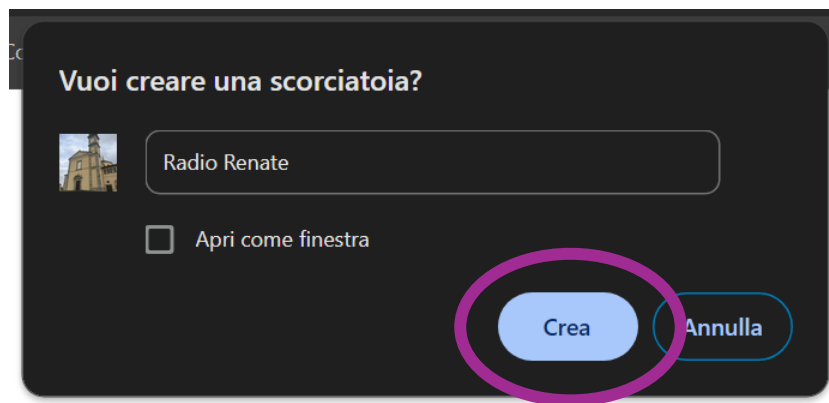 Vuoi creare una scorciatoia?
Radio Renate
Apri come finestra
Crea
Annulla